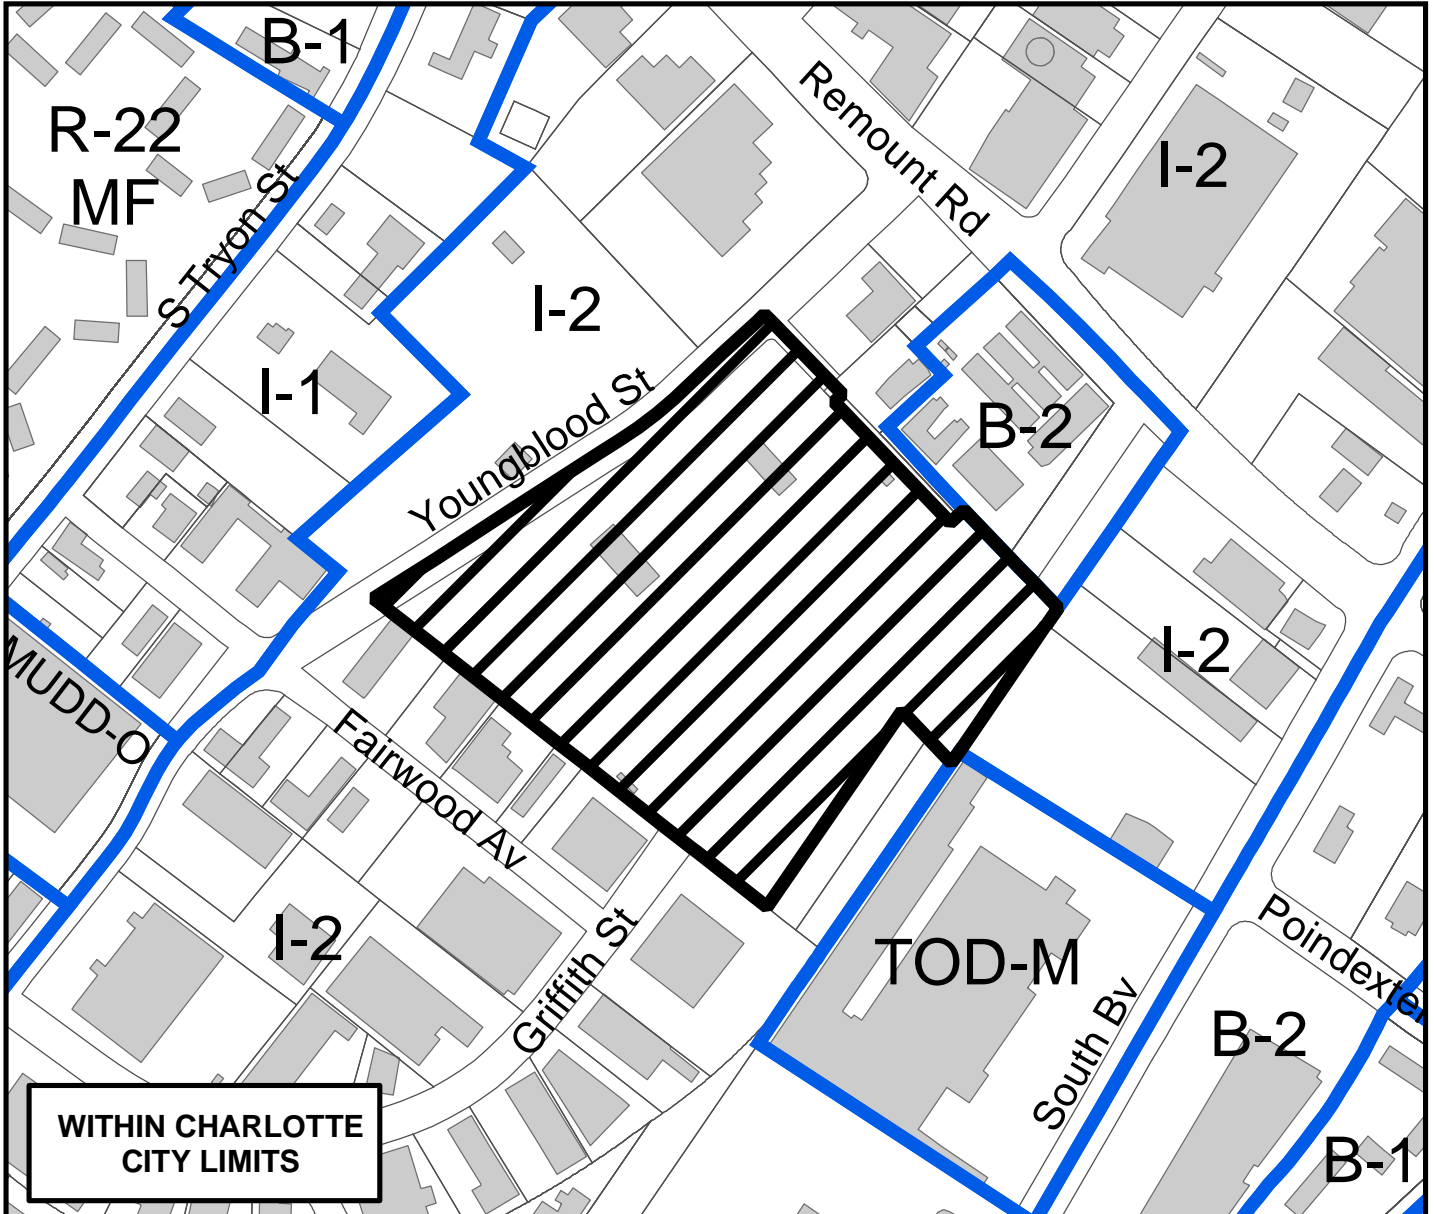 B-1
R-22
MF
S Tryon St
Remount Rd
I-2
I-2
I-1
Youngblood St
B-2
MUDD-O
Fairwood Av
I-2
I-2
Griffith St
TOD-M
South Bv
Poindexter
B-2
B-1
WITHIN CHARLOTTE
CITY LIMITS